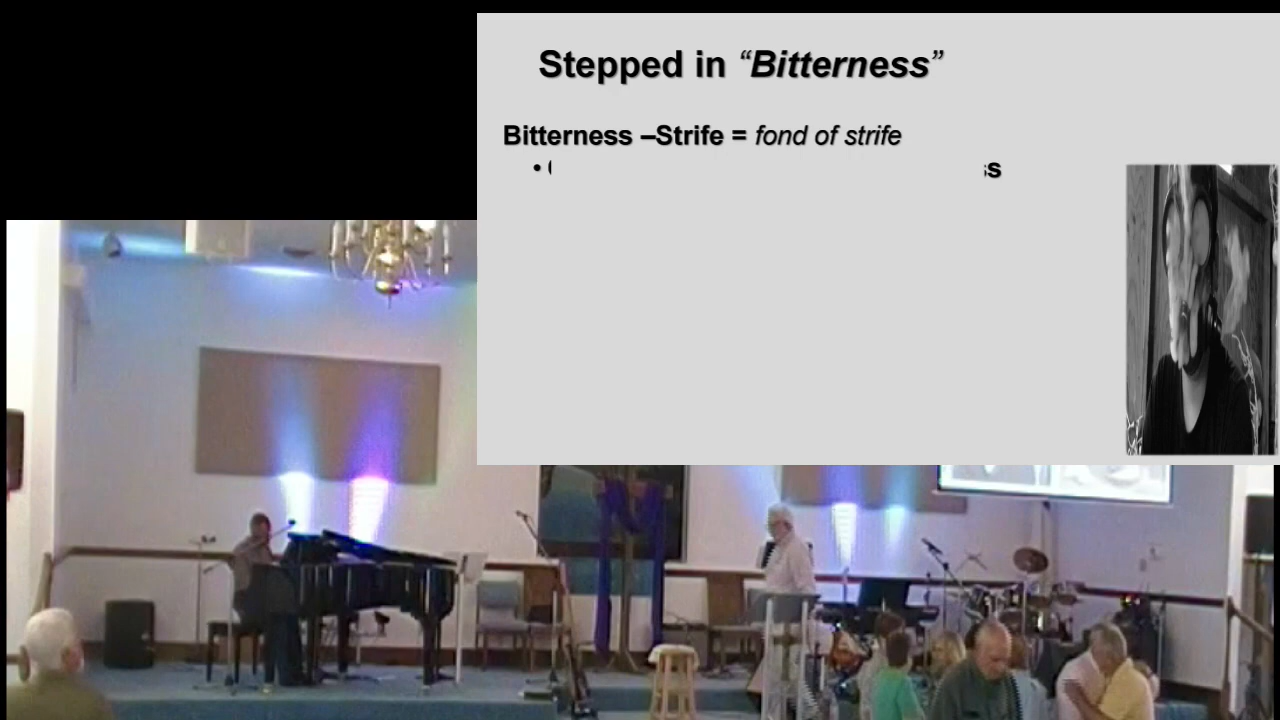 Stepped in “Bitterness”
Bitterness –Strife = fond of strife